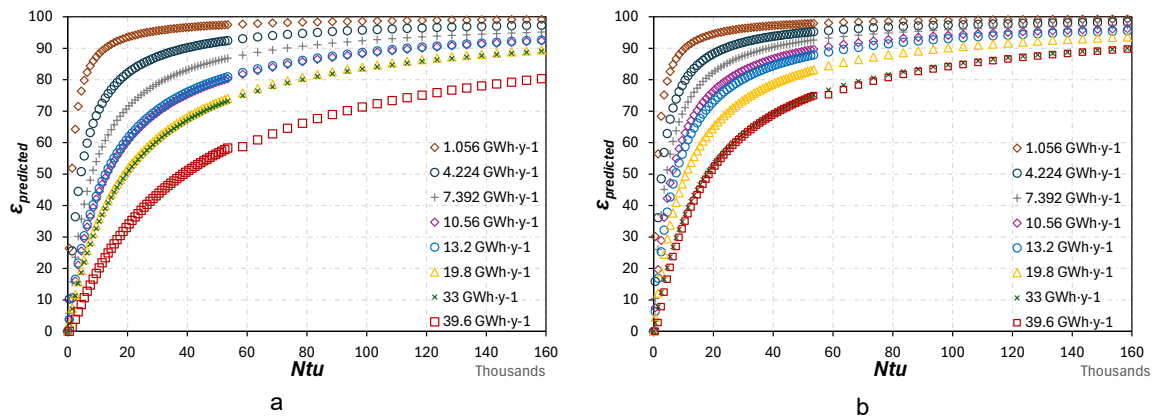 100
90
80
70
60
50
40
30
20
10
0
εpredicted
1.056 GWh·y-1
4.224 GWh·y-1
7.392 GWh·y-1
10.56 GWh·y-1
13.2 GWh·y-1
19.8 GWh·y-1
33 GWh·y-1
39.6 GWh·y-1
0 20 40 60 80 100 120 140 160
Ntu
Thousands
a
100
90
80
70
60
50
40
30
20
10
0
εpredicted
1.056 GWh·y-1
4.224 GWh·y-1
7.392 GWh·y-1
10.56 GWh·y-1
13.2 GWh·y-1
19.8 GWh·y-1
33 GWh·y-1
39.6 GWh·y-1
0 20 40 60 80 100 120 140 160
Ntu
Thousands
b